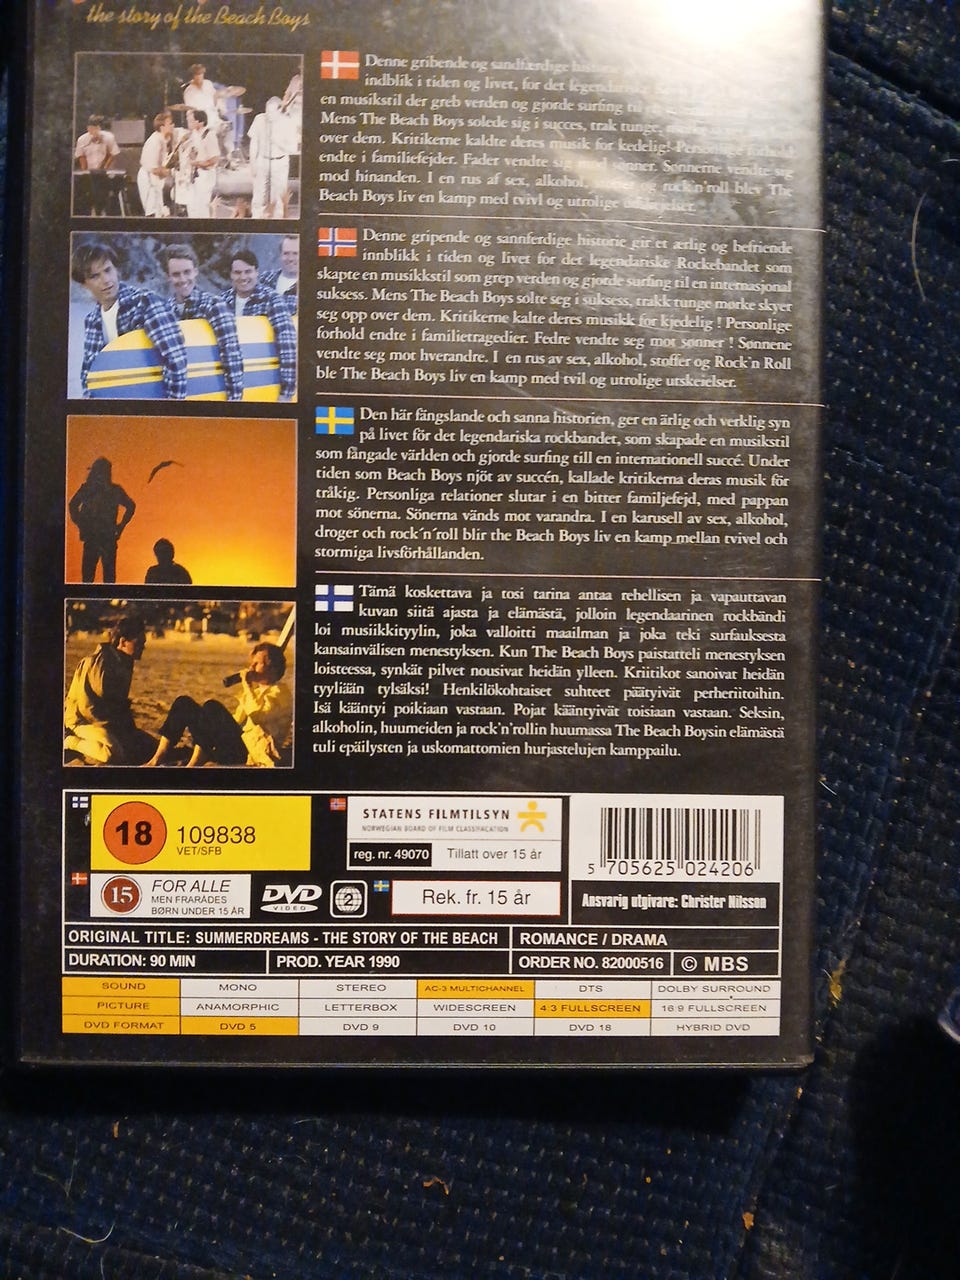 the story of the Beach Boys
Denne gribende og sandfærdige
indblik i tiden og livet, for det legendariske
en musikstil der greb verden og gjorde surfing til
Mens The Beach Boys solede sig i succes, trak tunge,
over dem. Kritikerne kaldte deres musik for kedelig! Personlige forhold
endte i familiefejder. Fader vendte sig mod sønner. Sønnerne vendte sig
mod hinanden. I en rus af sex, alkohol, og rock'n'roll blev The
Beach Boys liv en kamp med tvivl og utrolige udskejelser.
Denne gripende og sannferdige historie gir et ærlig og befriende
innblikk i tiden og livet for det legendariske Rockebandet som
skapte en musikkstil som grep verden og gjorde surfing til en internasjonal
suksess. Mens The Beach Boys solte seg i suksess, trakk tunge mørke skyer
seg opp over dem. Kritikerne kalte deres musikk for kjedelig ! Personlige
forhold endte i familietragedier. Fedre vendte seg mot sønner ! Sønnene
vendte seg mot hverandre. I en rus av sex, alkohol, stoffer og Rock'n Roll
ble The Beach Boys liv en kamp med tvil og utrolige utskeielser.
Den här fängslande och sanna historien, ger en ärlig och verklig syn
på livet för det legendariska rockbandet, som skapade en musikstil
som fångade världen och gjorde surfing till en internationell succé. Under
tiden som Beach Boys njöt av succén, kallade kritikerna deras musik för
tråkig. Personliga relationer slutar i en bitter familjefejd, med pappan
mot sönerna. Sönerna vänds mot varandra. I en karusell av sex, alkohol,
droger och rock´n´roll blir the Beach Boys liv en kamp mellan tvivel och
stormiga livsförhållanden.
Tämä koskettava ja tosi tarina antaa rehellisen ja vapauttavan
kuvan siitä ajasta ja elämästä, jolloin legendaarinen rockbändi
loi musiikkityylin, joka valloitti maailman ja joka teki surfauksesta
kansainvälisen menestyksen. Kun The Beach Boys paistatteli menestyksen
loisteessa, synkät pilvet nousivat heidän ylleen. Kriitikot sanoivat heidän
tyyliään tylsäksi! Henkilökohtaiset suhteet päätyivät perheriitoihin.
Isä kääntyi poikiaan vastaan. Pojat kääntyivät toisiaan vastaan. Seksin,
alkoholin, huumeiden ja rock'n'rollin huumassa The Beach Boysin elämästä
tuli epäilysten ja uskomattomien hurjastelujen kamppailu.
18 109838
VET/SFB
STATENS FILMTILSYN
NORWEGIAN BOARD OF FILM CLASSIFICATION
reg. nr. 49070 Tillatt over 15 år
5 705625 024206
15 FOR ALLE
MEN FRARÅDES
BØRN UNDER 15 ÅR
DVD
VIDEO
2
Rek. fr. 15 år
Ansvarig utgivare: Christer Nilsson
ORIGINAL TITLE: SUMMERDREAMS - THE STORY OF THE BEACH
ROMANCE / DRAMA
DURATION: 90 MIN
PROD. YEAR 1990
ORDER NO. 82000516
© MBS
SOUND MONO STEREO AC-3 MULTICHANNEL DTS DOLBY SURROUND
PICTURE ANAMORPHIC LETTERBOX WIDESCREEN 4:3 FULLSCREEN 16:9 FULLSCREEN
DVD FORMAT DVD 5 DVD 9 DVD 10 DVD 18 HYBRID DVD